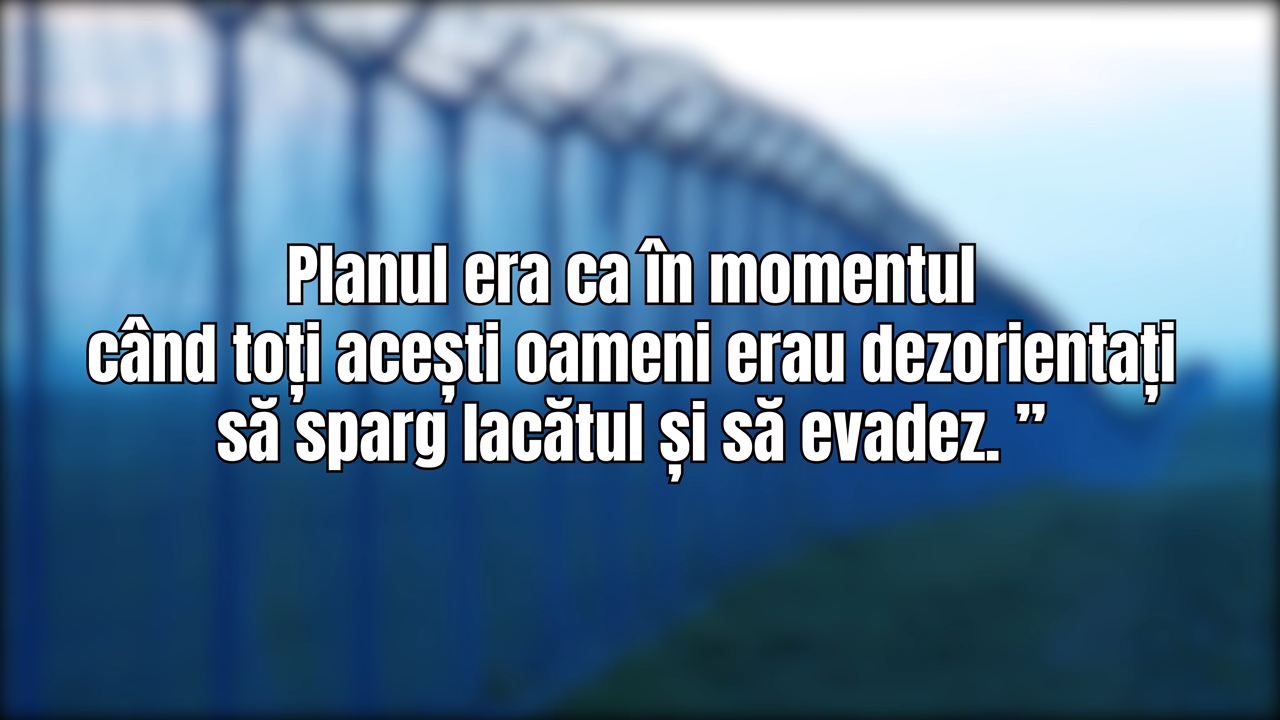 Planul era ca în momentul
când toți acești oameni erau dezorientați
să sparg lacătul și să evadez. ”